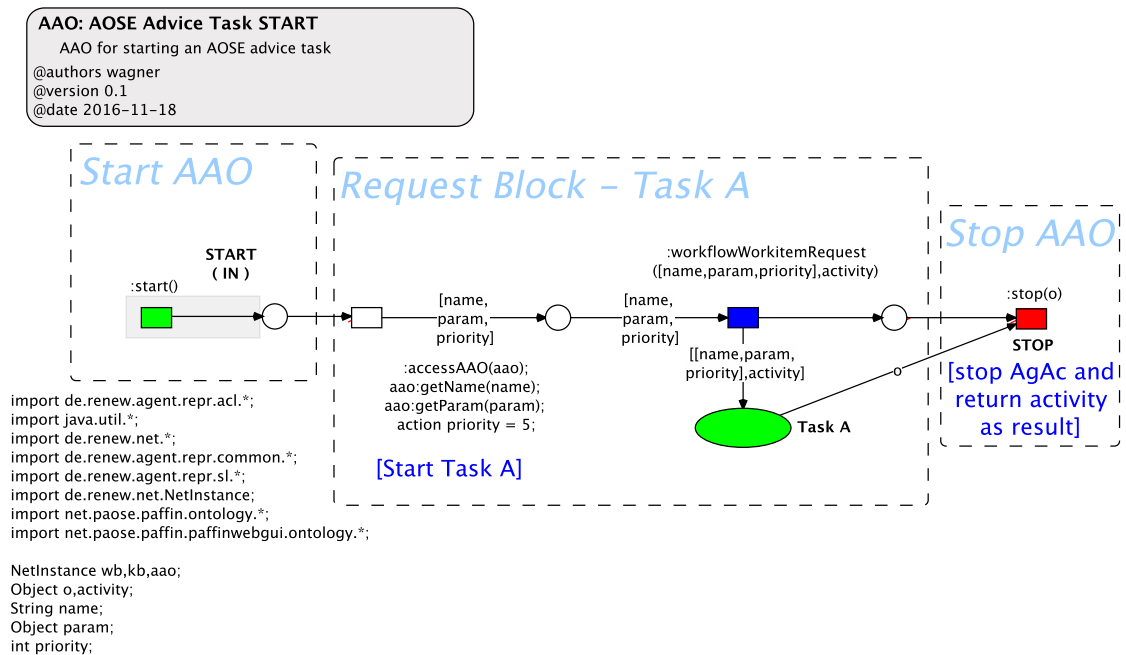 AAO: AOSE Advice Task START
AAO for starting an AOSE advice task
@authors wagner
@version 0.1
@date 2016-11-18
Start AAO
START
( IN )
:start()
Request Block - Task A
[name,
param,
priority]
:accessAAO(aao);
aao:getName(name);
aao:getParam(param);
action priority = 5;
[Start Task A]
[name,
param,
priority]
:workflowWorkitemRequest
([name,param,priority],activity)
[[name,param,
priority],activity]
Task A
o
Stop AAO
:stop(o)
STOP
[stop AgAc and
return activity
as result]
import de.renew.agent.repr.acl.*;
import java.util.*;
import de.renew.net.*;
import de.renew.agent.repr.common.*;
import de.renew.agent.repr.sl.*;
import de.renew.net.NetInstance;
import net.paose.paffin.ontology.*;
import net.paose.paffin.paffinwebgui.ontology.*;
NetInstance wb,kb,aao;
Object o,activity;
String name;
Object param;
int priority;